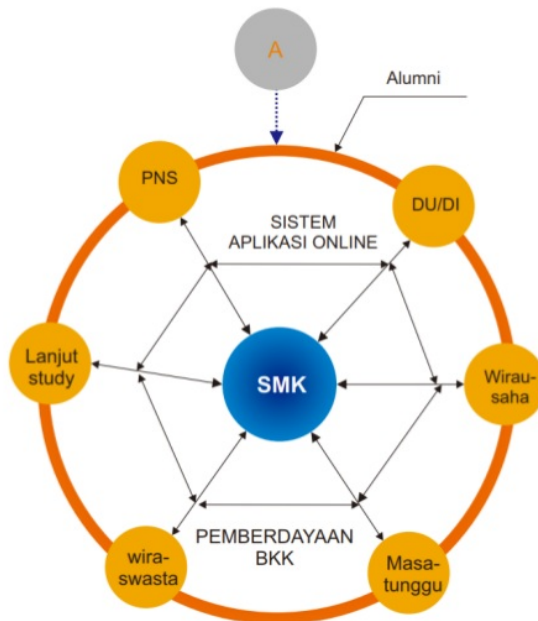 A
Alumni
PNS
DU/DI
SISTEM
APLIKASI ONLINE
Lanjut
study
SMK
Wirau-
saha
wira-
swasta
PEMBERDAYAAN
BKK
Masa-
tunggu